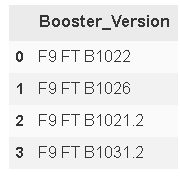 Booster_Version
0 F9 FT B1022
1 F9 FT B1026
2 F9 FT B1021.2
3 F9 FT B1031.2